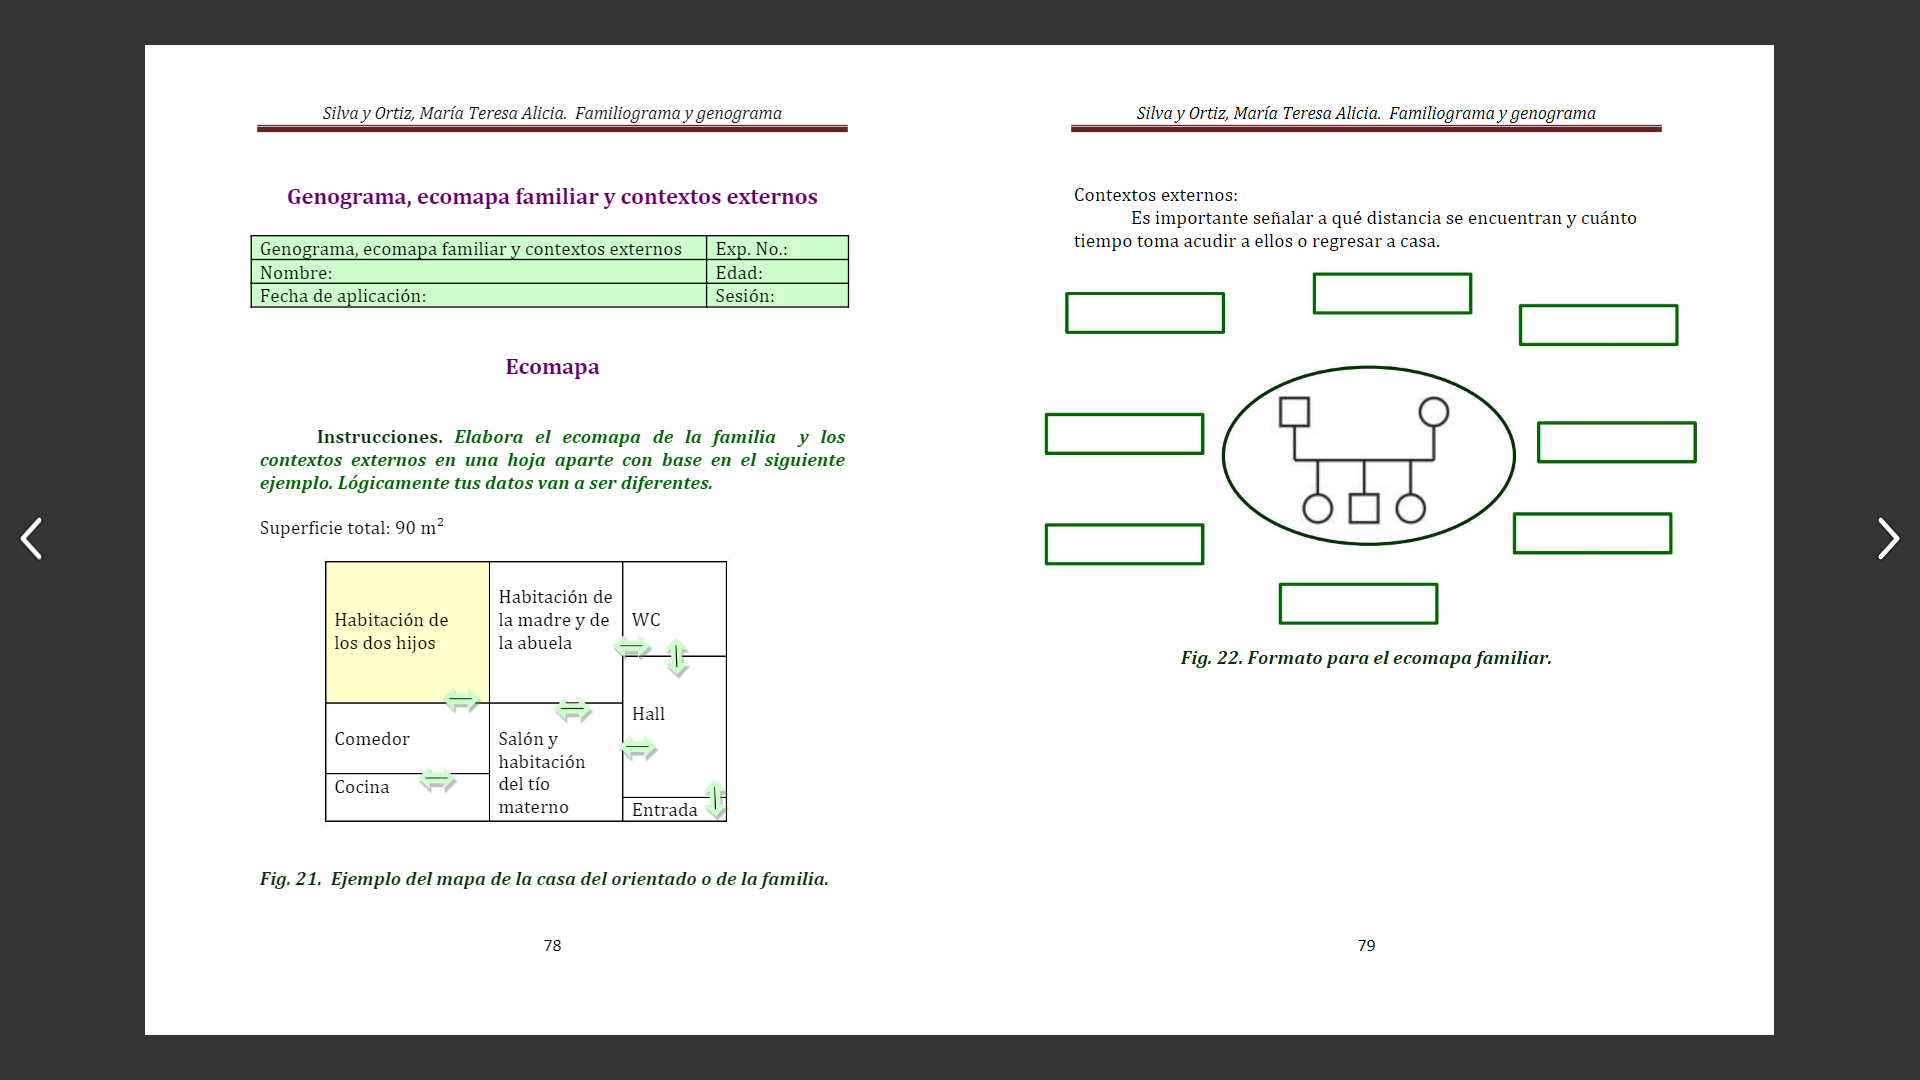 Silva y Ortiz, María Teresa Alicia.  Familiograma y genograma
Genograma, ecomapa familiar y contextos externos
Genograma, ecomapa familiar y contextos externos Exp. No.:
Nombre: Edad:
Fecha de aplicación: Sesión:
Ecomapa
Instrucciones. Elabora el ecomapa de la familia  y los
contextos externos en una hoja aparte con base en el siguiente
ejemplo. Lógicamente tus datos van a ser diferentes.
Superficie total: 90 m²
Habitación de
los dos hijos
Habitación de
la madre y de
la abuela
WC
Hall
Comedor
Cocina
Salón y
habitación
del tío
materno
Entrada
Fig. 21.  Ejemplo del mapa de la casa del orientado o de la familia.
78
Silva y Ortiz, María Teresa Alicia.  Familiograma y genograma
Contextos externos:
Es importante señalar a qué distancia se encuentran y cuánto
tiempo toma acudir a ellos o regresar a casa.
Fig. 22. Formato para el ecomapa familiar.
79